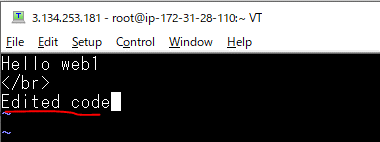 3.134.253.181 - root@ip-172-31-28-110:~ VT
File Edit Setup Control Window Help
Hello web1
</br>
Edited code
~
~